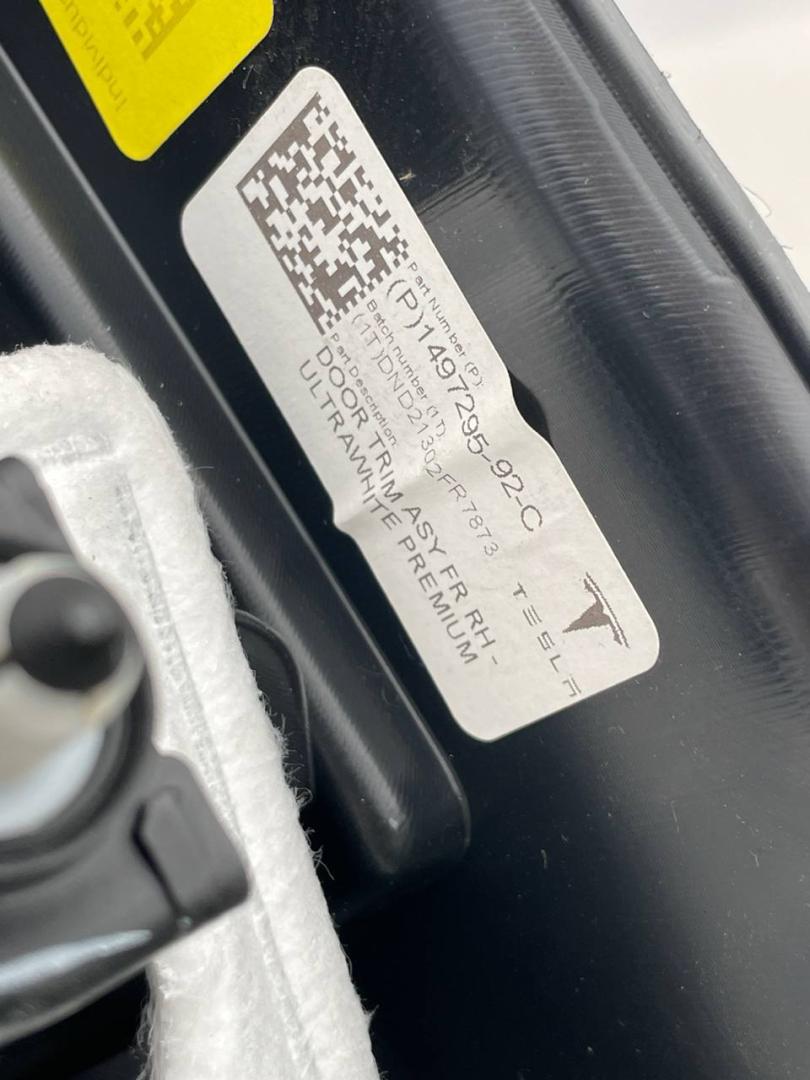 Individu
Part Number (P):
(P)1497295-92-C
Batch number (1T)
(1T)DND21302FR7873
Part Description:
DOOR TRIM ASY FR RH -
ULTRAWHITE PREMIUM
TESLA